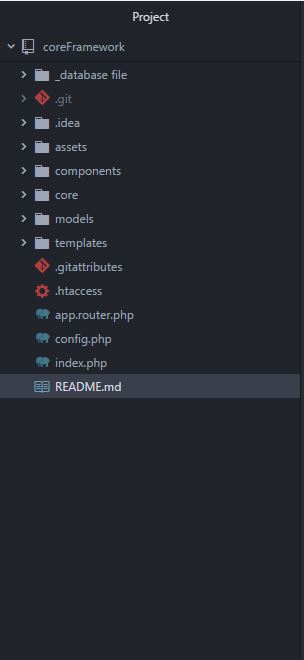 Project
coreFramework
_database file
.git
.idea
assets
components
core
models
templates
.gitattributes
.htaccess
app.router.php
config.php
index.php
README.md